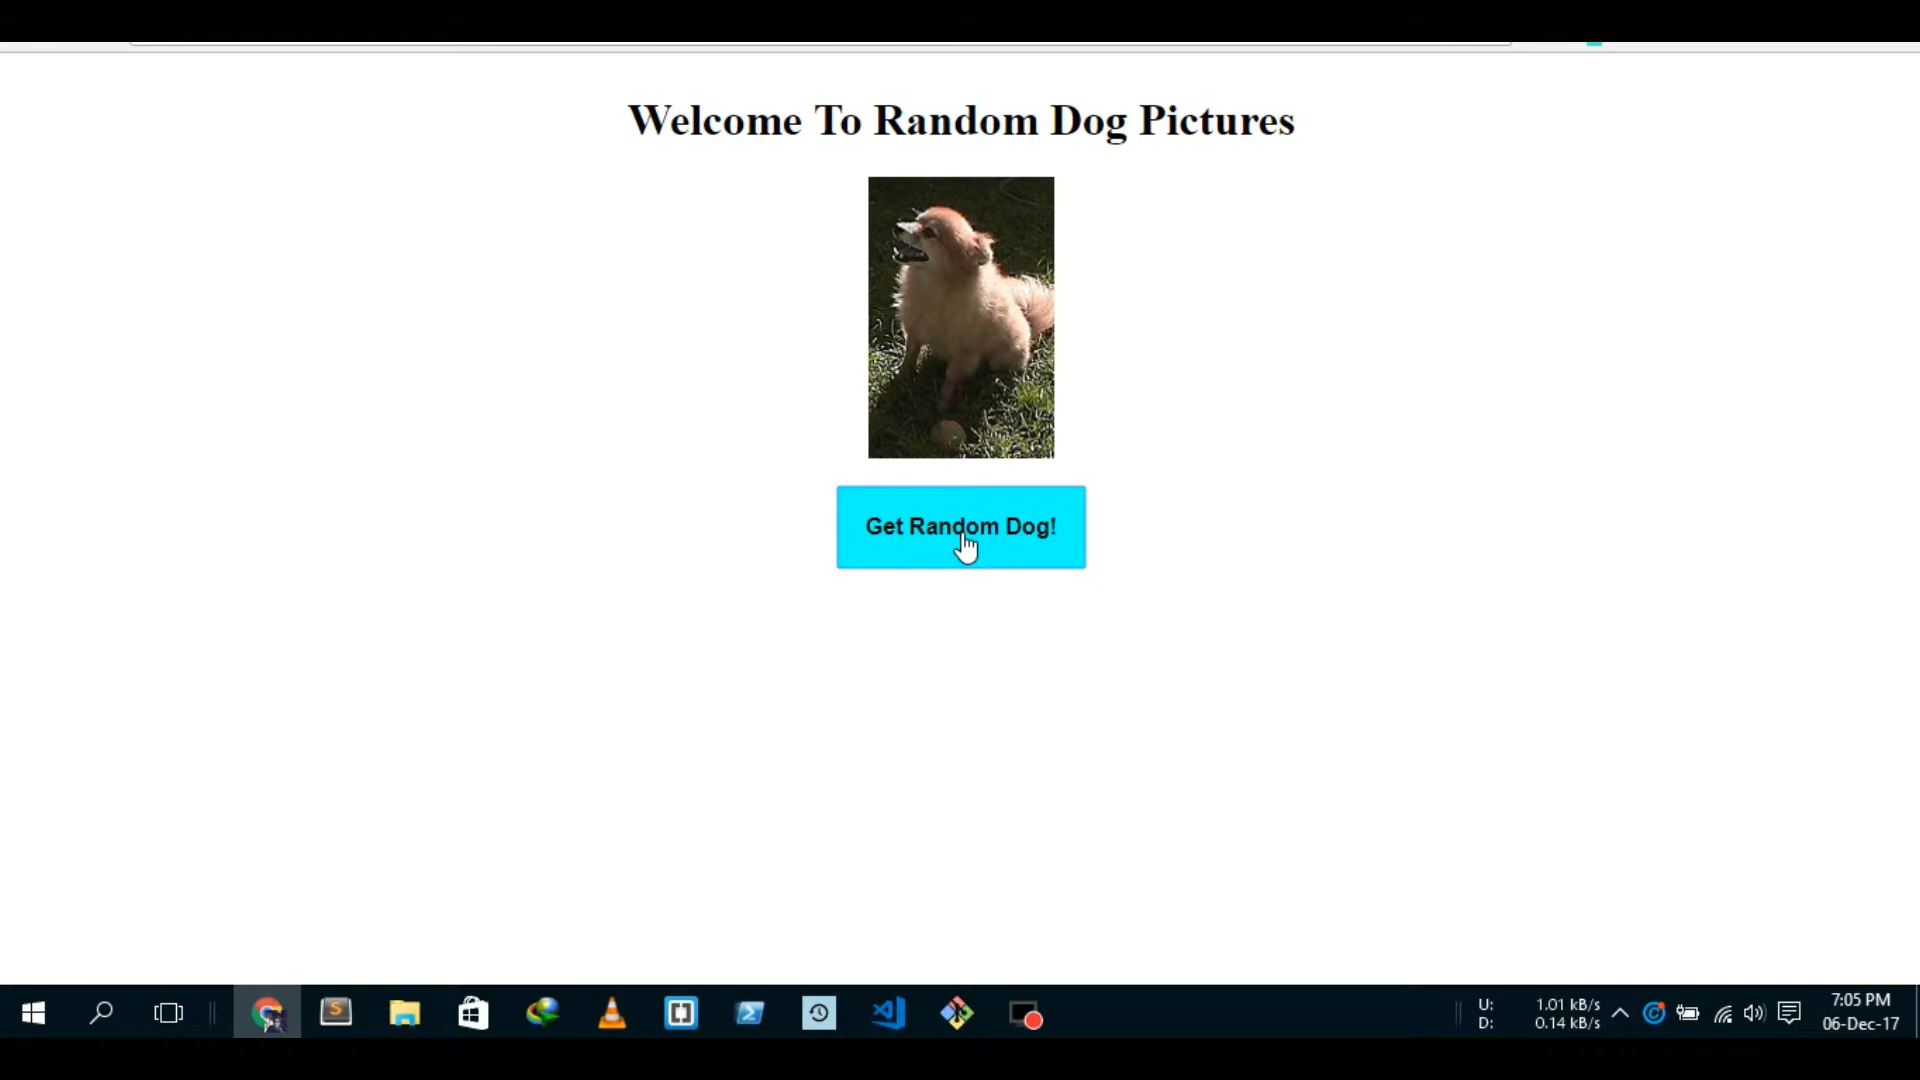 Welcome To Random Dog Pictures
Get Random Dog!
U: 1.01 kB/s
D: 0.14 kB/s
7:05 PM
06-Dec-17